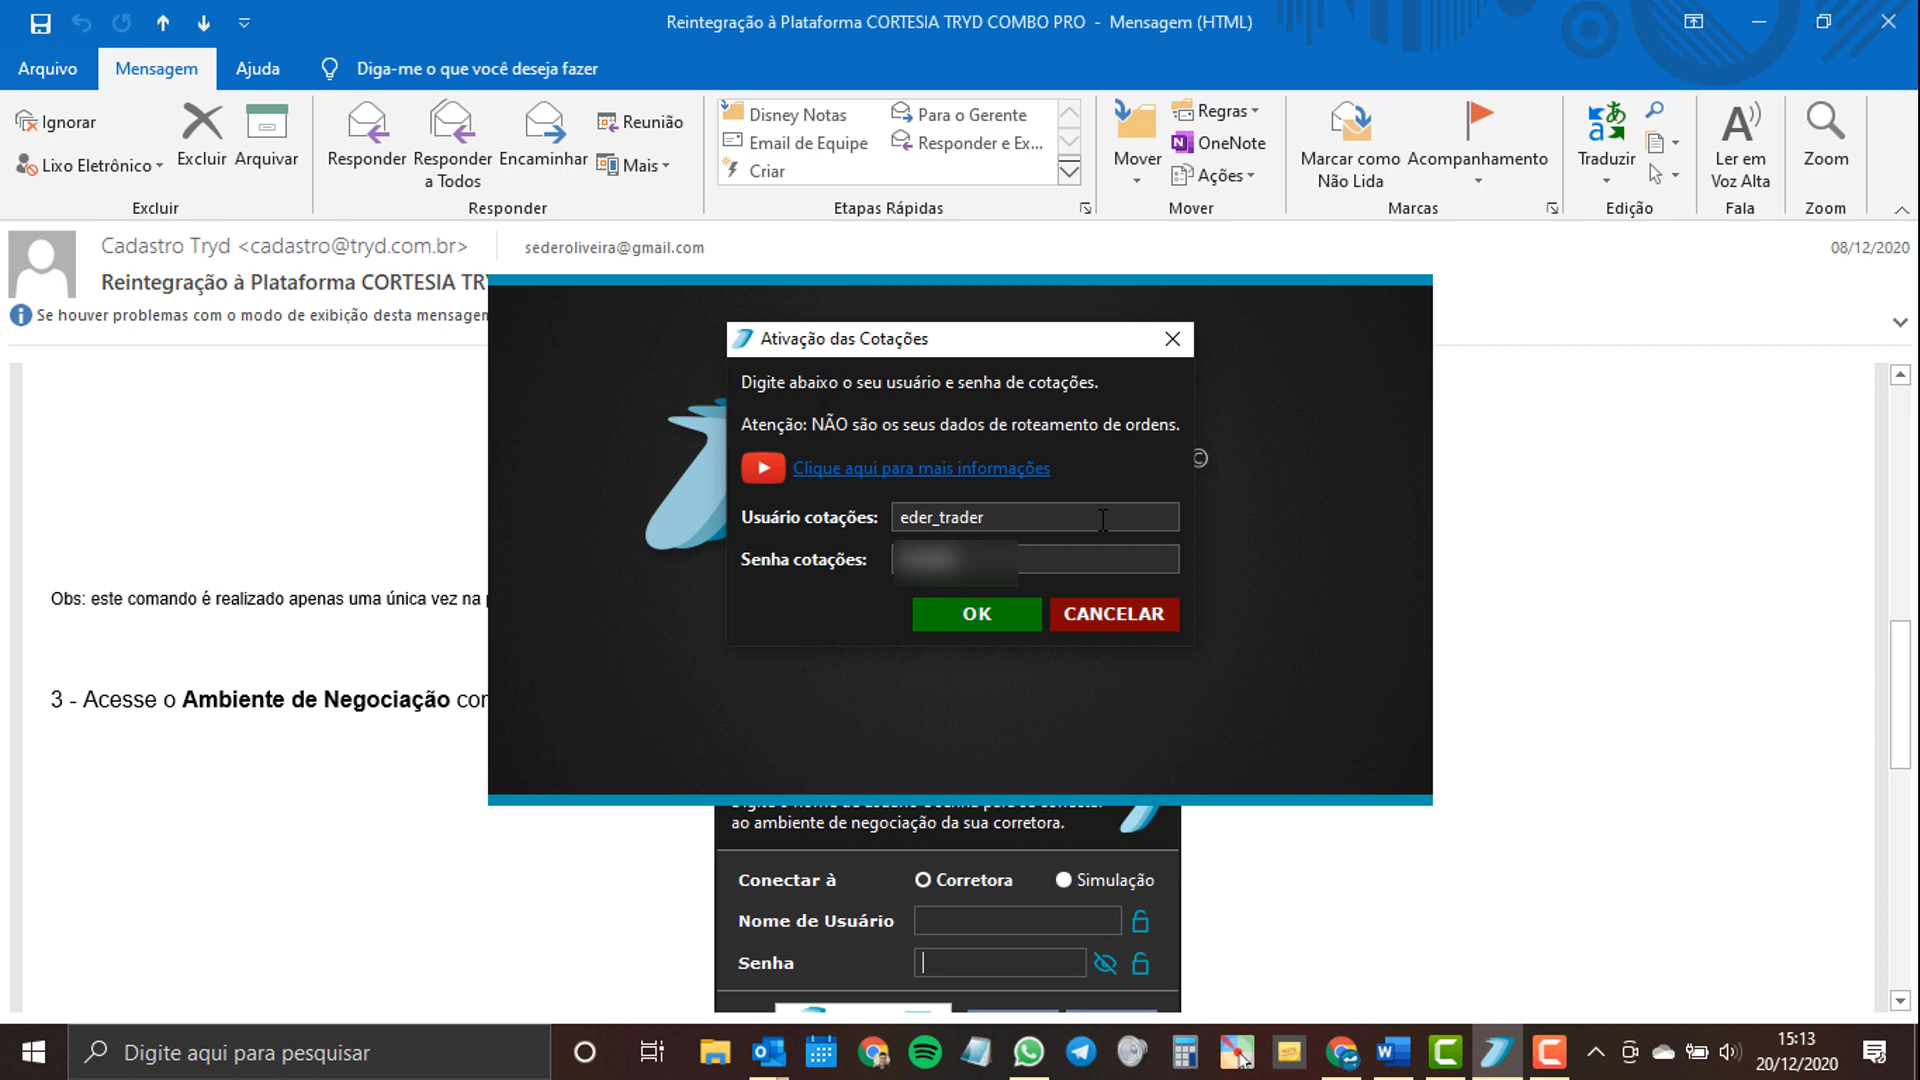 Reintegração à Plataforma CORTESIA TRYD COMBO PRO - Mensagem (HTML)
Arquivo
Mensagem
Ajuda
Diga-me o que você deseja fazer
Ignorar
Lixo Eletrônico
Excluir
Arquivar
Excluir
Responder
Responder a Todos
Encaminhar
Reunião
Mais
Responder
Disney Notas
Email de Equipe
Criar
Para o Gerente
Responder e Ex...
Etapas Rápidas
Mover
Regras
OneNote
Ações
Mover
Marcar como Não Lida
Acompanhamento
Marcas
Traduzir
Edição
Ler em Voz Alta
Fala
Zoom
Zoom
Cadastro Tryd <cadastro@tryd.com.br>
sederoliveira@gmail.com
08/12/2020
Reintegração à Plataforma CORTESIA TR
Se houver problemas com o modo de exibição desta mensagem
Ativação das Cotações
Digite abaixo o seu usuário e senha de cotações.
Atenção: NÃO são os seus dados de roteamento de ordens.
Clique aqui para mais informações
©
Usuário cotações: eder_trader
Senha cotações:
OK
CANCELAR
Obs: este comando é realizado apenas uma única vez na
3 - Acesse o Ambiente de Negociação
ao ambiente de negociação da sua corretora.
Conectar à
Corretora
Simulação
Nome de Usuário
Senha
Digite aqui para pesquisar
15:13
20/12/2020